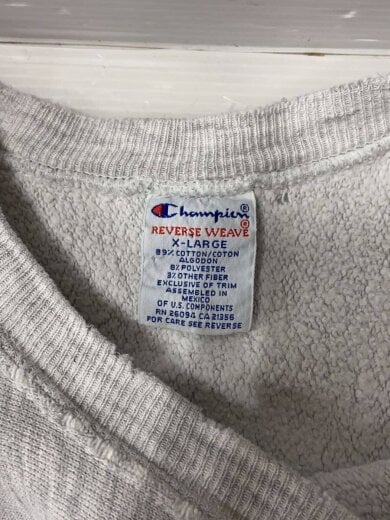 Champion®
REVERSE WEAVE®
X-LARGE
89% COTTON/COTON
ALGODON
8% POLYESTER
3% OTHER FIBER
EXCLUSIVE OF TRIM
ASSEMBLED IN
MEXICO
OF U.S. COMPONENTS
RN 26094 CA 21356
FOR CARE SEE REVERSE